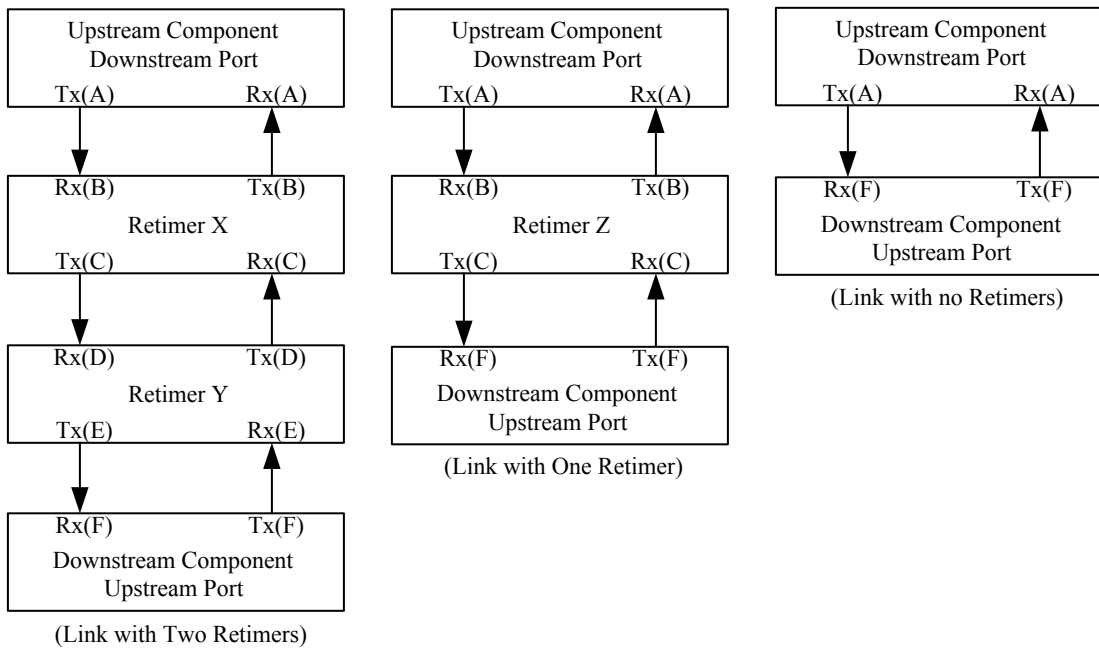 Upstream Component
Downstream Port
Tx(A) Rx(A)
Rx(B) Tx(B)
Retimer X
Tx(C) Rx(C)
Rx(D) Tx(D)
Retimer Y
Tx(E) Rx(E)
Rx(F) Tx(F)
Downstream Component
Upstream Port
(Link with Two Retimers)
Upstream Component
Downstream Port
Tx(A) Rx(A)
Rx(B) Tx(B)
Retimer Z
Tx(C) Rx(C)
Rx(F) Tx(F)
Downstream Component
Upstream Port
(Link with One Retimer)
Upstream Component
Downstream Port
Tx(A) Rx(A)
Rx(F) Tx(F)
Downstream Component
Upstream Port
(Link with no Retimers)